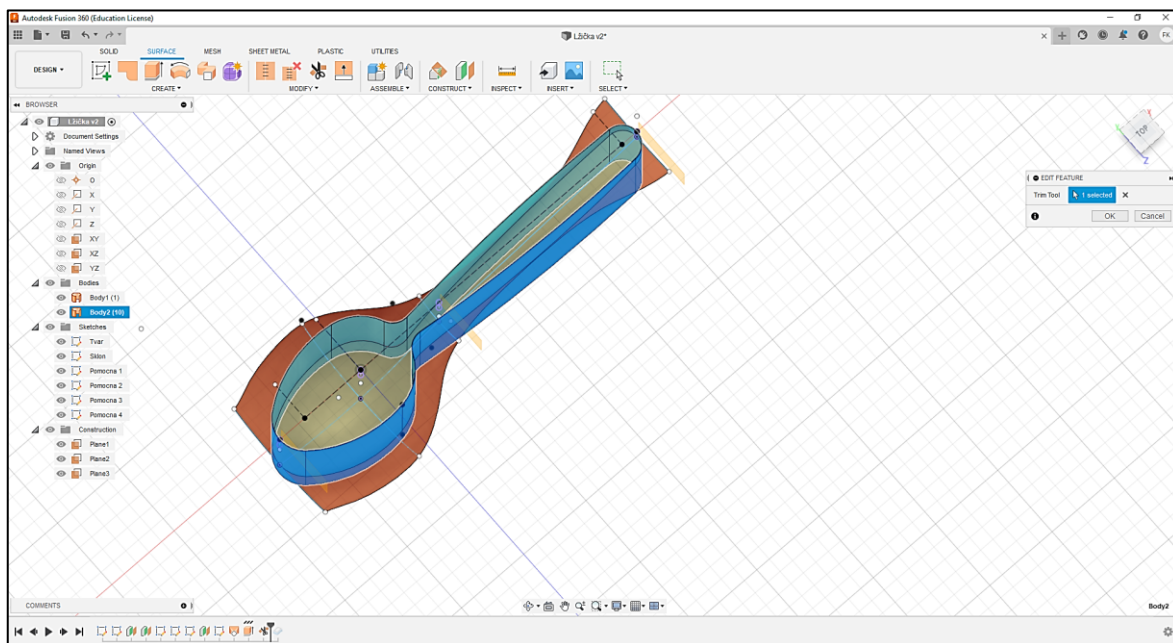 Autodesk Fusion 360 (Education License)
Lžička v2*
FK
SOLID SURFACE MESH SHEET METAL PLASTIC UTILITIES
DESIGN
CREATE MODIFY ASSEMBLE CONSTRUCT INSPECT INSERT SELECT
BROWSER
Lžička v2
Document Settings
Named Views
Origin
O
X
Y
Z
XY
XZ
YZ
Bodies
Body1 (1)
Body2 (10)
Sketches
Tvar
Sklon
Pomocna 1
Pomocna 2
Pomocna 3
Pomocna 4
Construction
Plane1
Plane2
Plane3
TOP
Z
EDIT FEATURE
Trim Tool 1 selected
OK Cancel
COMMENTS
Body2